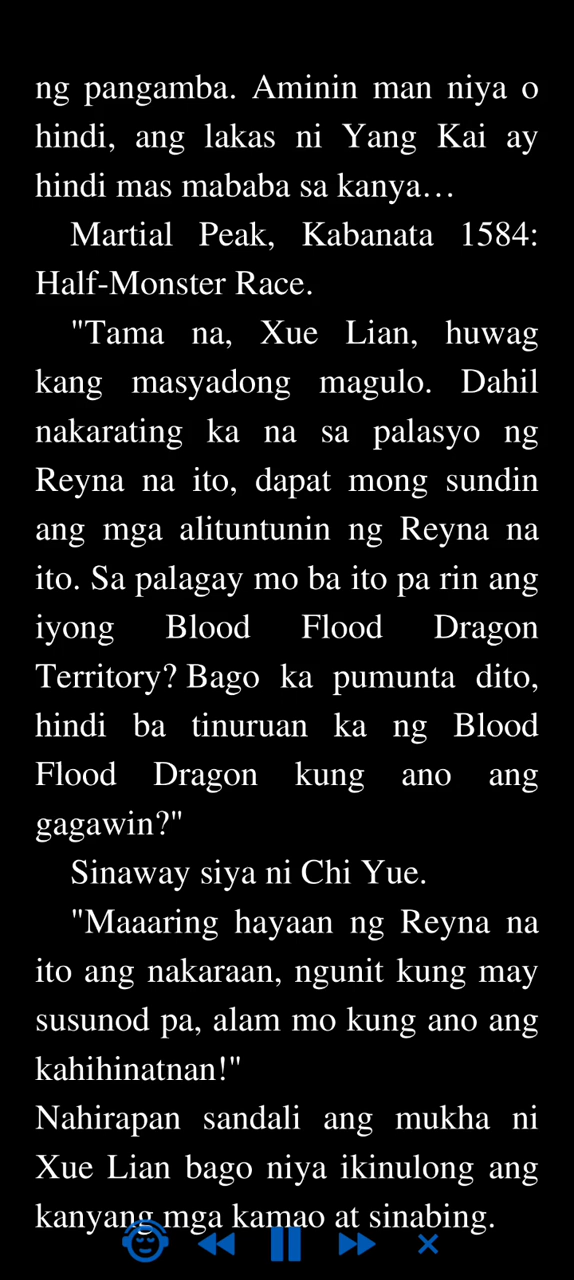 ng pangamba. Aminin man niya o
hindi, ang lakas ni Yang Kai ay
hindi mas mababa sa kanya…
Martial Peak, Kabanata 1584:
Half-Monster Race.
"Tama na, Xue Lian, huwag
kang masyadong magulo. Dahil
nakarating ka na sa palasyo ng
Reyna na ito, dapat mong sundin
ang mga alituntunin ng Reyna na
ito. Sa palagay mo ba ito pa rin ang
iyong Blood Flood Dragon
Territory? Bago ka pumunta dito,
hindi ba tinuruan ka ng Blood
Flood Dragon kung ano ang
gagawin?"
Sinaway siya ni Chi Yue.
"Maaaring hayaan ng Reyna na
ito ang nakaraan, ngunit kung may
susunod pa, alam mo kung ano ang
kahihinatnan!"
Nahirapan sandali ang mukha ni
Xue Lian bago niya ikinulong ang
kanyang mga kamao at sinabing.